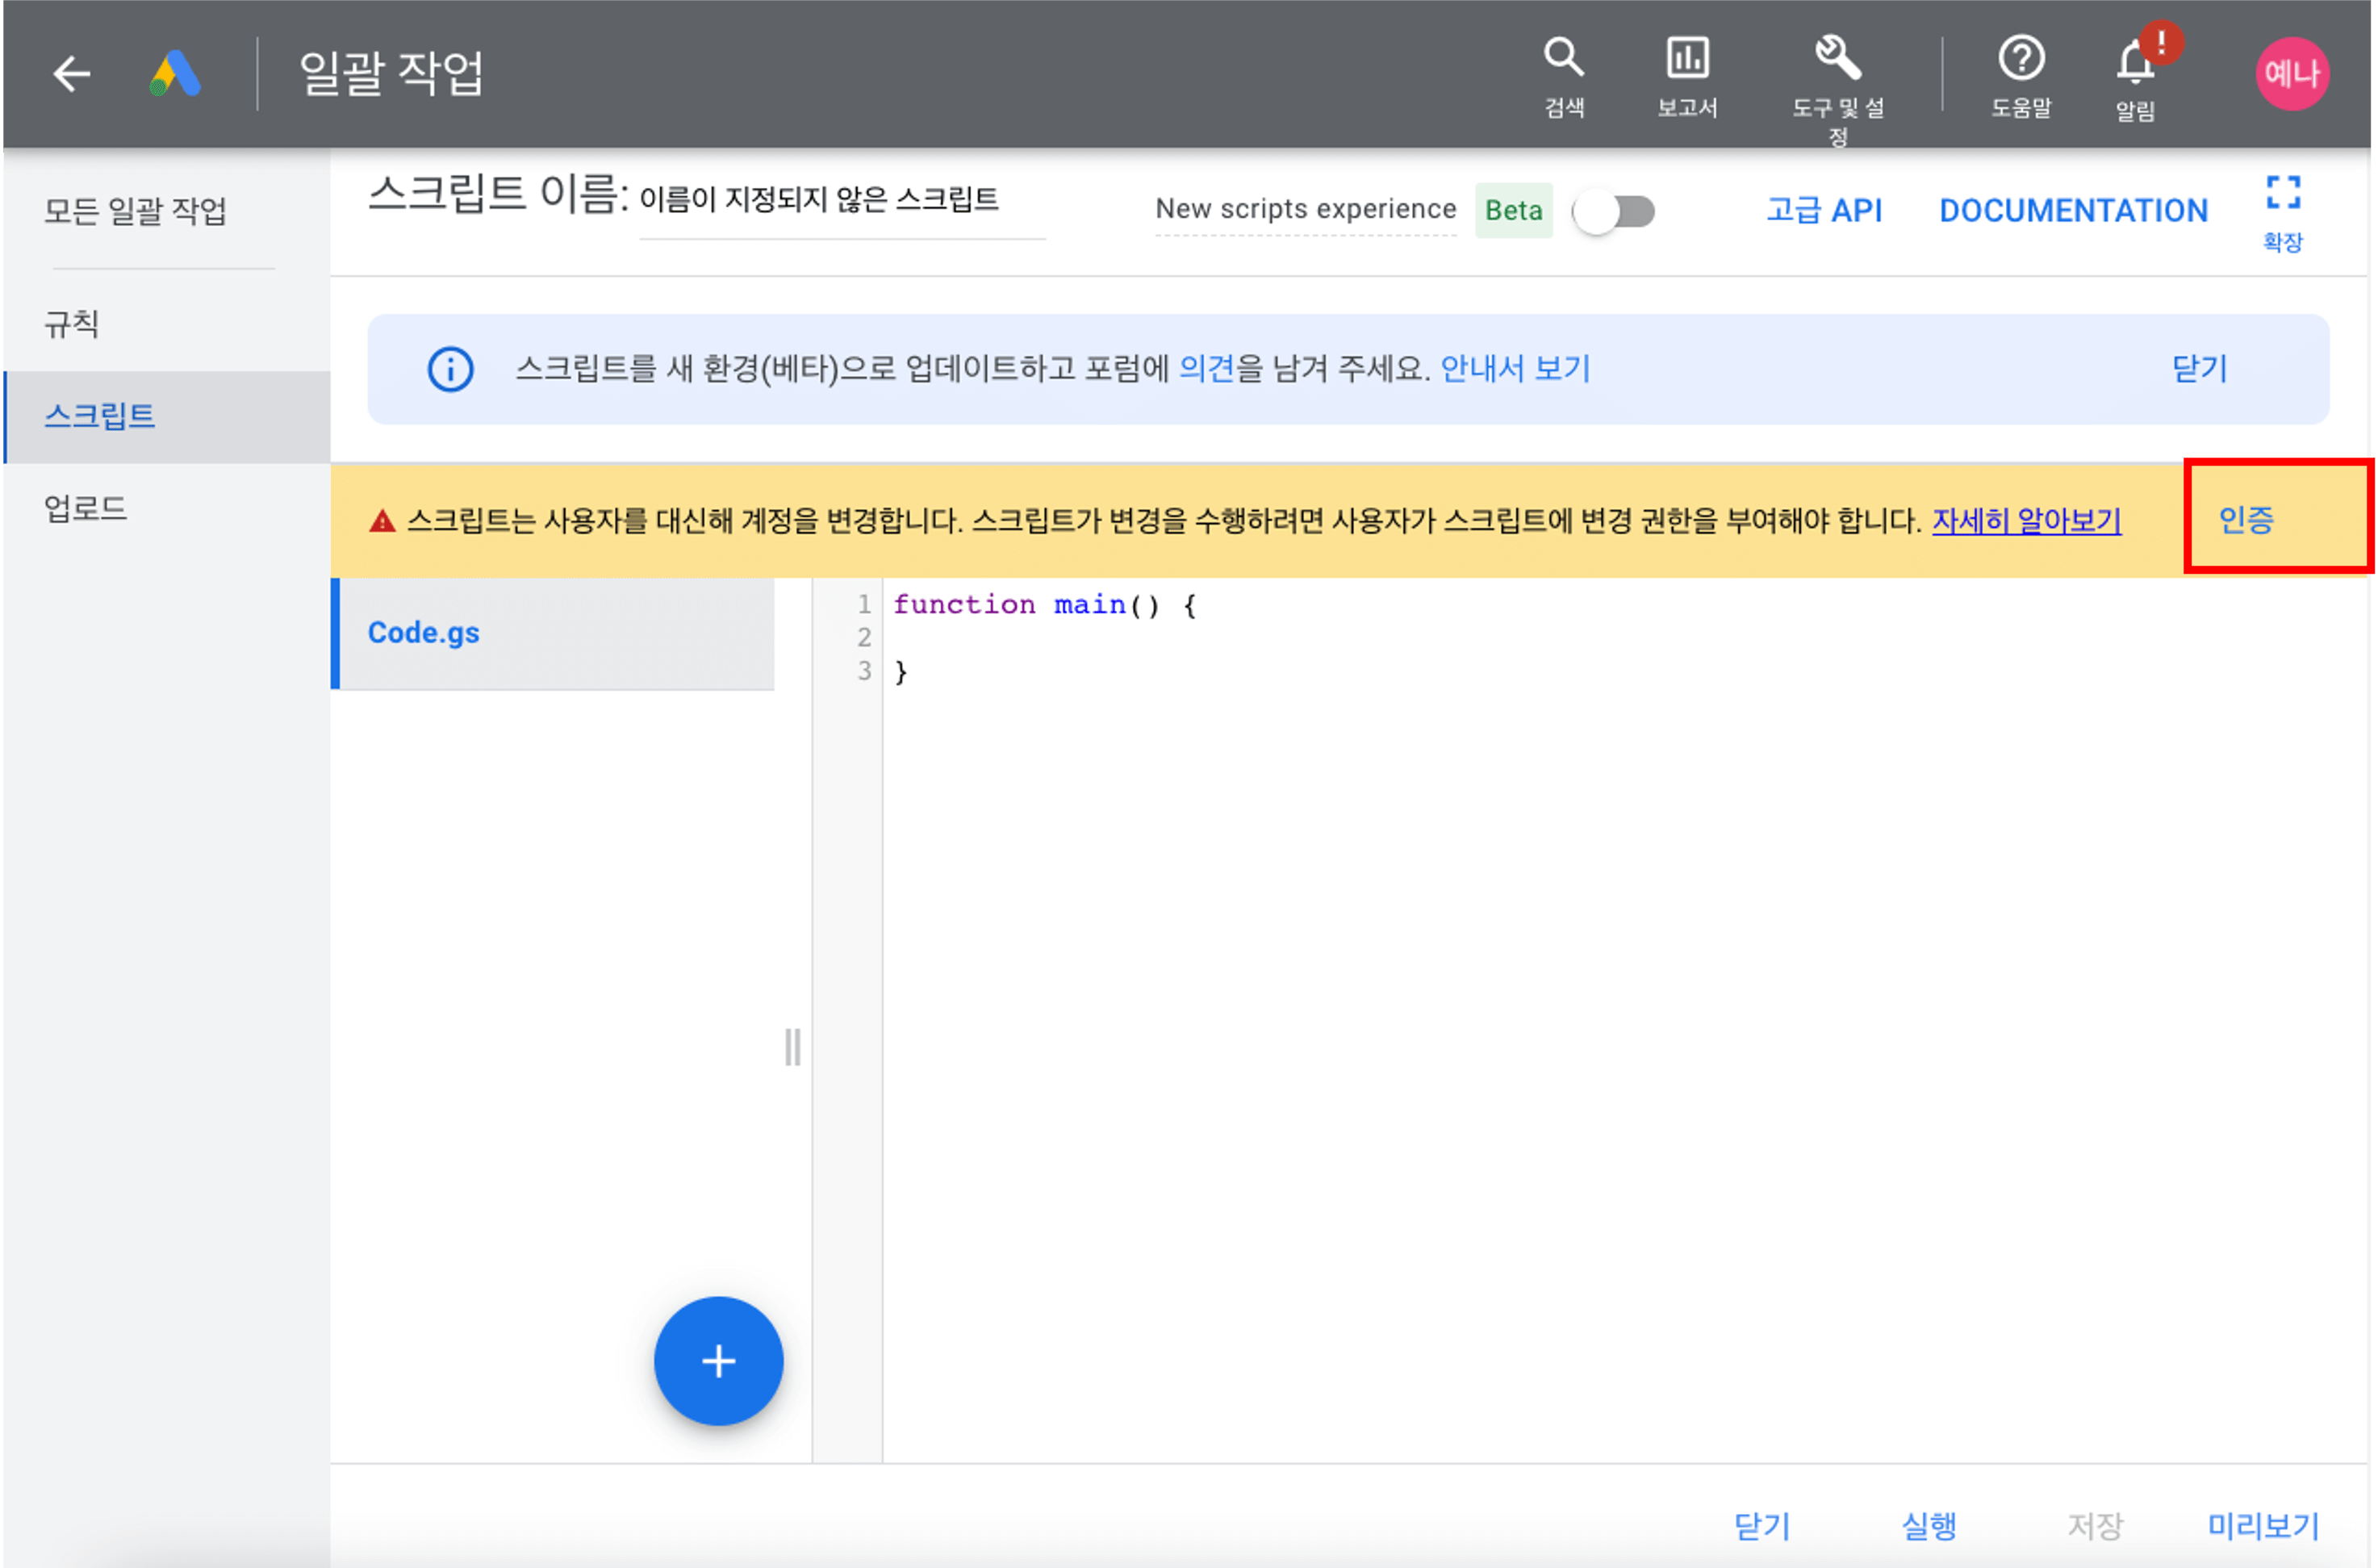 일괄 작업
검색
보고서
도구 및 설
정
도움말
알림
!
예나
모든 일괄 작업
규칙
스크립트
업로드
스크립트 이름: 이름이 지정되지 않은 스크립트
New scripts experience Beta
고급 API
DOCUMENTATION
확장
스크립트를 새 환경(베타)으로 업데이트하고 포럼에 의견을 남겨 주세요. 안내서 보기
닫기
스크립트는 사용자를 대신해 계정을 변경합니다. 스크립트가 변경을 수행하려면 사용자가 스크립트에 변경 권한을 부여해야 합니다. 자세히 알아보기
인증
Code.gs
1 function main() {
2
3 }
+
닫기
실행
저장
미리보기